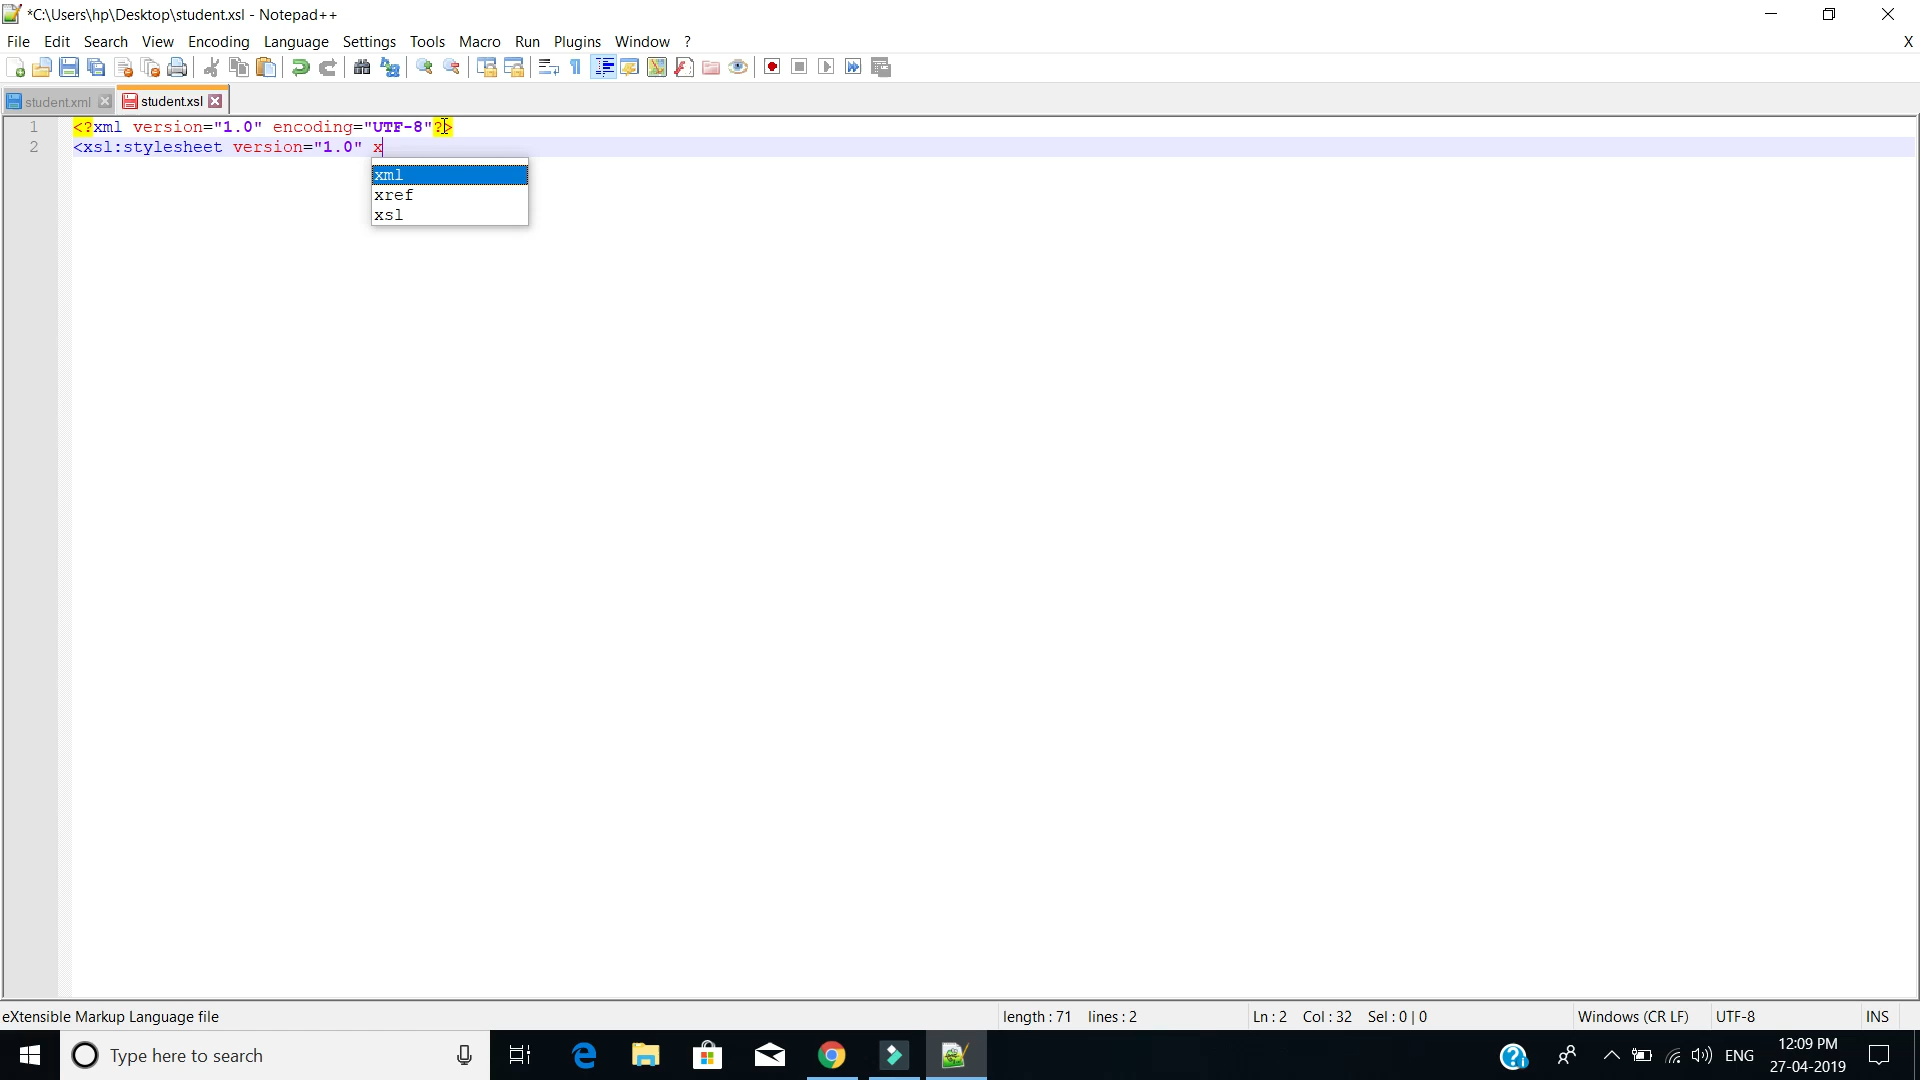 *C:\Users\hp\Desktop\student.xsl - Notepad++
File Edit Search View Encoding Language Settings Tools Macro Run Plugins Window ? X
student.xml student.xsl
1 <?xml version="1.0" encoding="UTF-8"?>
2 <xsl:stylesheet version="1.0" x
xml
xref
xsl
eXtensible Markup Language file length : 71 lines : 2 Ln : 2 Col : 32 Sel : 0 | 0 Windows (CR LF) UTF-8 INS
Type here to search ENG 12:09 PM
27-04-2019